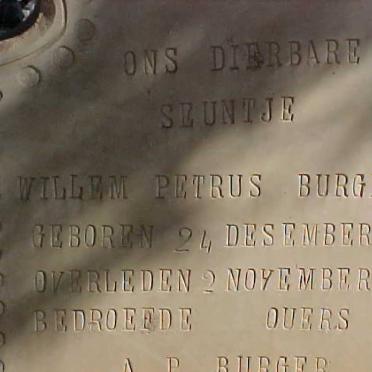 ONS DIERBARE
SEUNTJE
WILLEM PETRUS BURG
GEBOREN 24 DESEMBER
OVERLEDEN 2 NOVEMBER
BEDROEFDE OUERS
A P BURGER